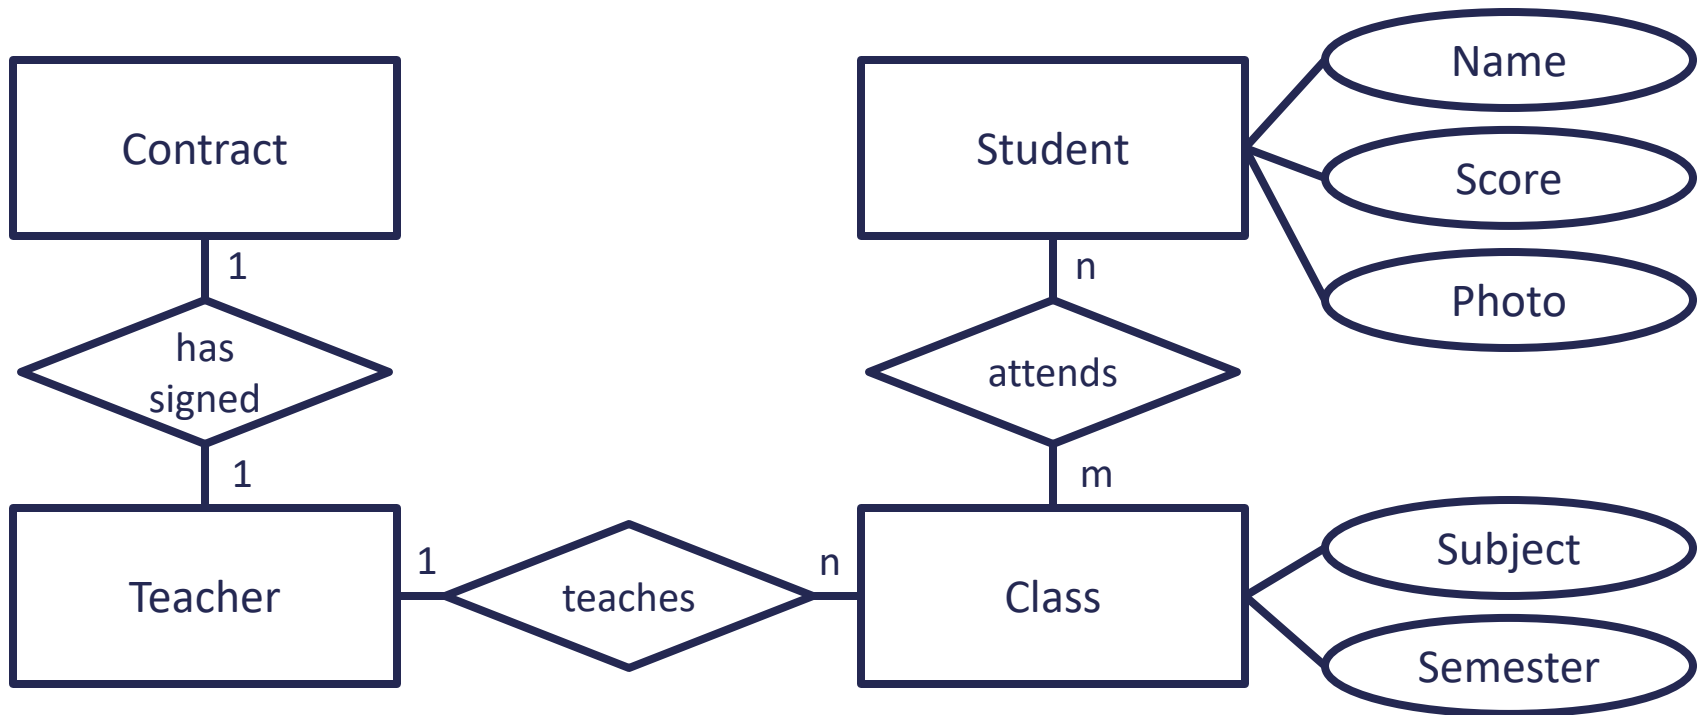 Contract
1
has
signed
1
Teacher
1
teaches
n
Student
n
attends
m
Class
Name
Score
Photo
Subject
Semester